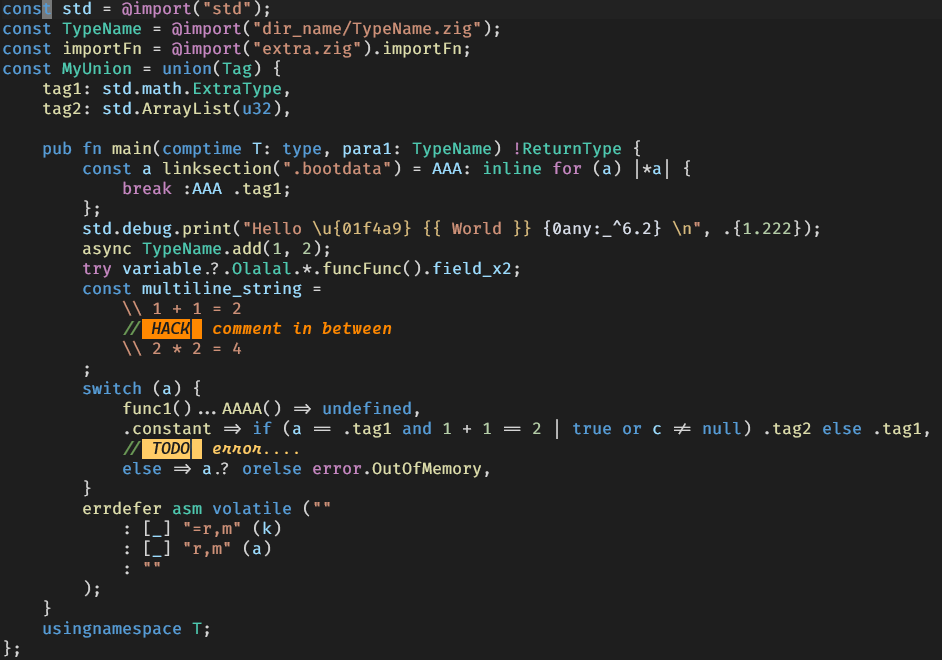 const std = @import("std");
const TypeName = @import("dir_name/TypeName.zig");
const importFn = @import("extra.zig").importFn;
const MyUnion = union(Tag) {
    tag1: std.math.ExtraType,
    tag2: std.ArrayList(u32),

    pub fn main(comptime T: type, para1: TypeName) !ReturnType {
        const a linksection(".bootdata") = AAA: inline for (a) |*a| {
            break :AAA .tag1;
        };
        std.debug.print("Hello \u{01f4a9} {{ World }} {0any:_^6.2} \n", .{1.222});
        async TypeName.add(1, 2);
        try variable.?.Olalal.*.funcFunc().field_x2;
        const multiline_string =
            \\ 1 + 1 = 2
            // HACK  comment in between
            \\ 2 * 2 = 4
        ;
        switch (a) {
            func1()...AAAA() => undefined,
            .constant => if (a == .tag1 and 1 + 1 == 2 | true or c != null) .tag2 else .tag1,
            // TODO  error....
            else => a.? orelse error.OutOfMemory,
        }
        errdefer asm volatile (""
            : [_] "=r,m" (k)
            : [_] "r,m" (a)
            : ""
        );
    }
    usingnamespace T;
};